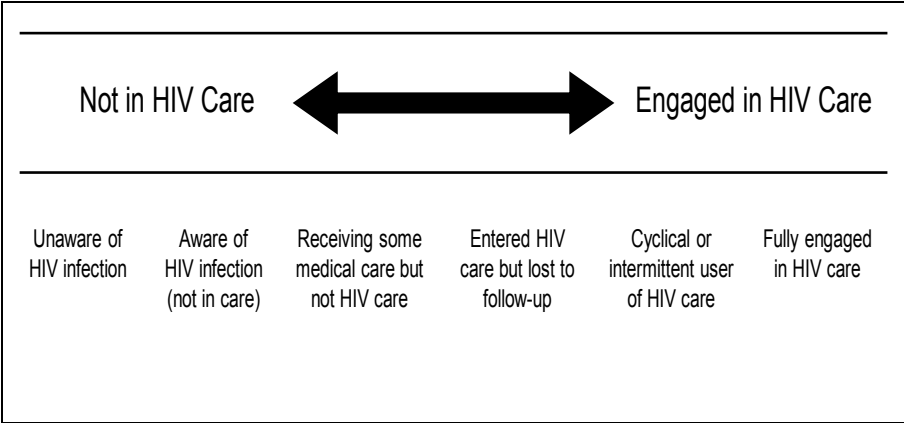 Not in HIV Care
Engaged in HIV Care
Unaware of
HIV infection
Aware of
HIV infection
(not in care)
Receiving some
medical care but
not HIV care
Entered HIV
care but lost to
follow-up
Cyclical or
intermittent user
of HIV care
Fully engaged
in HIV care